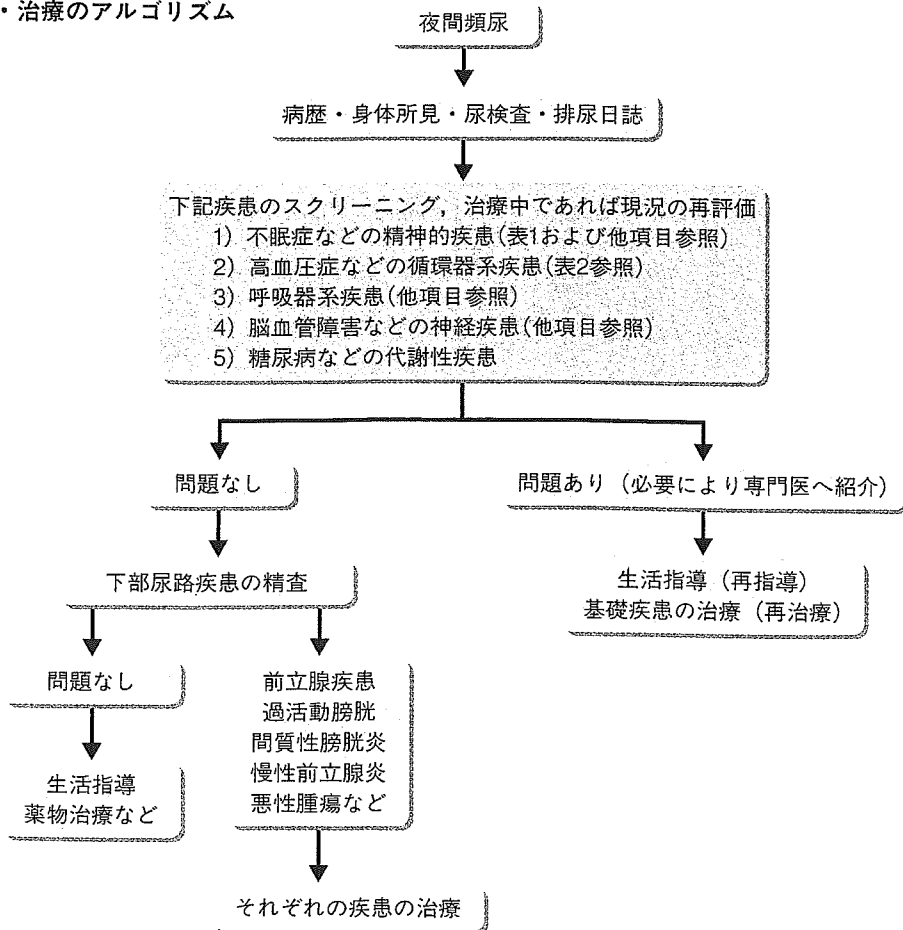 ・治療のアルゴリズム
夜間頻尿
病歴・身体所見・尿検査・排尿日誌
下記疾患のスクリーニング，治療中であれば現況の再評価
1) 不眠症などの精神的疾患(表1および他項目参照)
2) 高血圧症などの循環器系疾患(表2参照)
3) 呼吸器系疾患(他項目参照)
4) 脳血管障害などの神経疾患(他項目参照)
5) 糖尿病などの代謝性疾患
問題なし
問題あり（必要により専門医へ紹介）
下部尿路疾患の精査
生活指導（再指導）
基礎疾患の治療（再治療）
問題なし
前立腺疾患
過活動膀胱
間質性膀胱炎
慢性前立腺炎
悪性腫瘍など
生活指導
薬物治療など
それぞれの疾患の治療